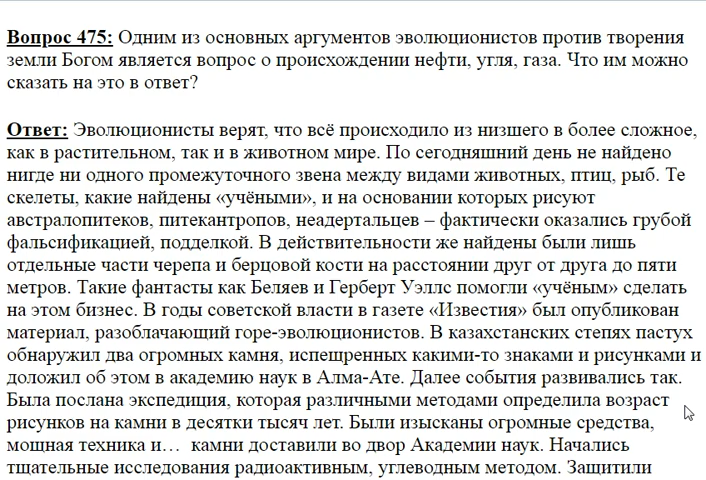 Вопрос 475: Одним из основных аргументов эволюционистов против творения
земли Богом является вопрос о происхождении нефти, угля, газа. Что им можно
сказать на это в ответ?
Ответ: Эволюционисты верят, что всё происходило из низшего в более сложное,
как в растительном, так и в животном мире. По сегодняшний день не найдено
нигде ни одного промежуточного звена между видами животных, птиц, рыб. Те
скелеты, какие найдены «учёными», и на основании которых рисуют
австралопитеков, питекантропов, неадертальцев – фактически оказались грубой
фальсификацией, подделкой. В действительности же найдены были лишь
отдельные части черепа и берцовой кости на расстоянии друг от друга до пяти
метров. Такие фантасты как Беляев и Герберт Уэллс помогли «учёным» сделать
на этом бизнес. В годы советской власти в газете «Известия» был опубликован
материал, разоблачающий горе-эволюционистов. В казахстанских степях пастух
обнаружил два огромных камня, испещренных какими-то знаками и рисунками и
доложил об этом в академию наук в Алма-Ате. Далее события развивались так.
Была послана экспедиция, которая различными методами определила возраст
рисунков на камни в десятки тысяч лет. Были изысканы огромные средства,
мощная техника и… камни доставили во двор Академии наук. Начались
тщательные исследования радиоактивным, углеводным методом. Защитили